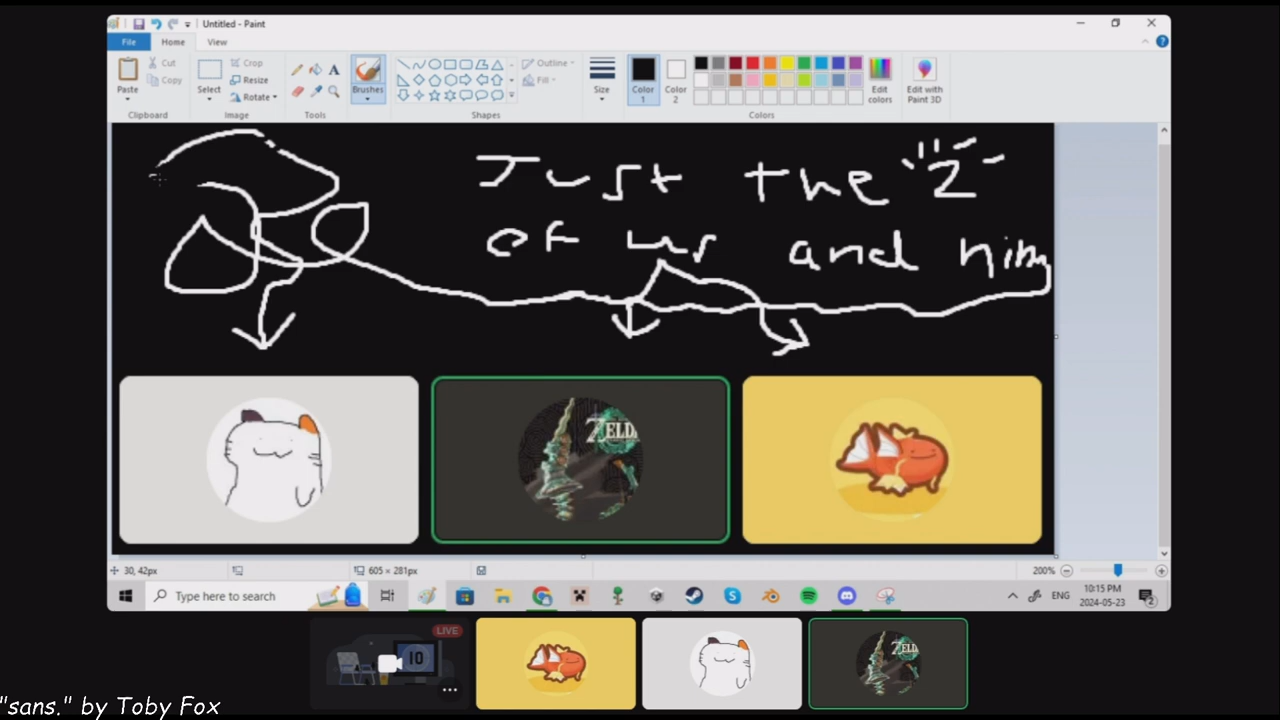 Untitled - Paint
File Home View
Paste
Cut
Copy
Clipboard
Select
Crop
Resize
Rotate
Image
A
Tools
Brushes
Shapes
Outline
Fill
Size
Color 1
Color 2
Edit colors
Colors
Edit with Paint 3D
Just the "2"
of us and him
ZELDA
30, 42px
605 × 281px
200%
Type here to search
ENG
10:15 PM
2024-05-23
2
LIVE
10
ZELDA
"sans." by Toby Fox